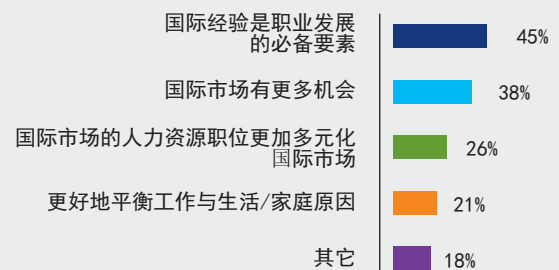 国际经验是职业发展
的必备要素
45%
国际市场有更多机会
38%
国际市场的人力资源职位更加多元化
国际市场
26%
更好地平衡工作与生活/家庭原因
21%
其它
18%